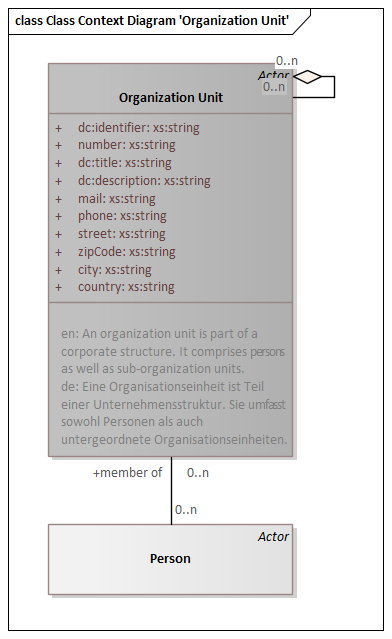 class Class Context Diagram 'Organization Unit'
0..n
Actor
0..n
Organization Unit
+ dc:identifier: xs:string
+ number: xs:string
+ dc:title: xs:string
+ dc:description: xs:string
+ mail: xs:string
+ phone: xs:string
+ street: xs:string
+ zipCode: xs:string
+ city: xs:string
+ country: xs:string
en: An organization unit is part of a
corporate structure. It comprises persons
as well as sub-organization units.
de: Eine Organisationseinheit ist Teil
einer Unternehmensstruktur. Sie umfasst
sowohl Personen als auch
untergeordnete Organisationseinheiten.
+member of 0..n
0..n
Actor
Person